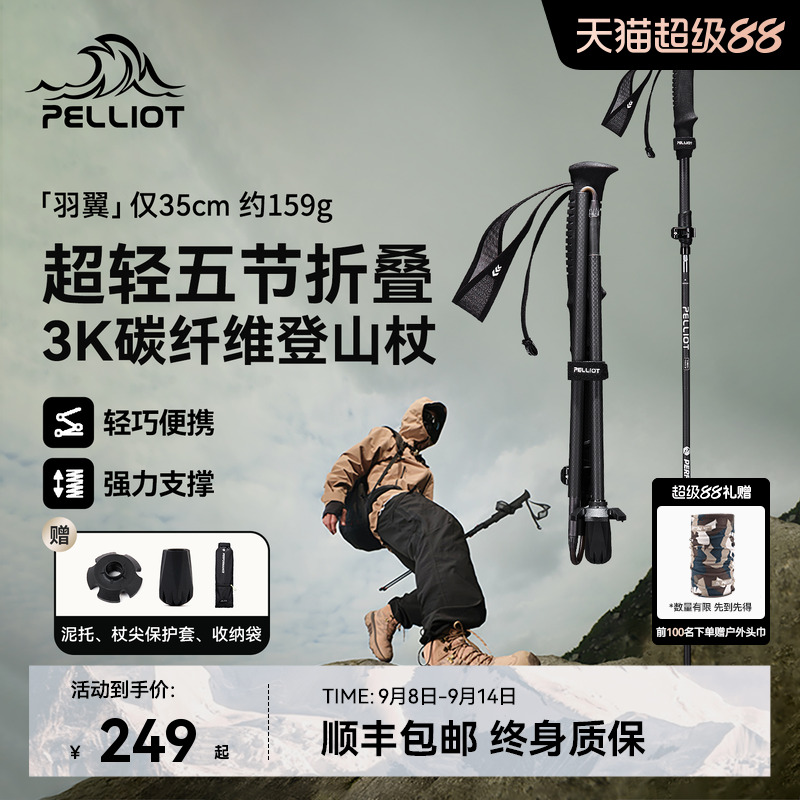 天猫超级88
PELLIOT
「羽翼」仅35cm 约159g
超轻五节折叠
3K碳纤维登山杖
轻巧便携
强力支撑
赠
泥托、杖尖保护套、收纳袋
PELLIOT
PELLIOT
PELLIOT
超级88礼赠
*数量有限 先到先得
前100名下单赠户外头巾
活动到手价:
¥ 249 起
TIME: 9月8日-9月14日
顺丰包邮 终身质保